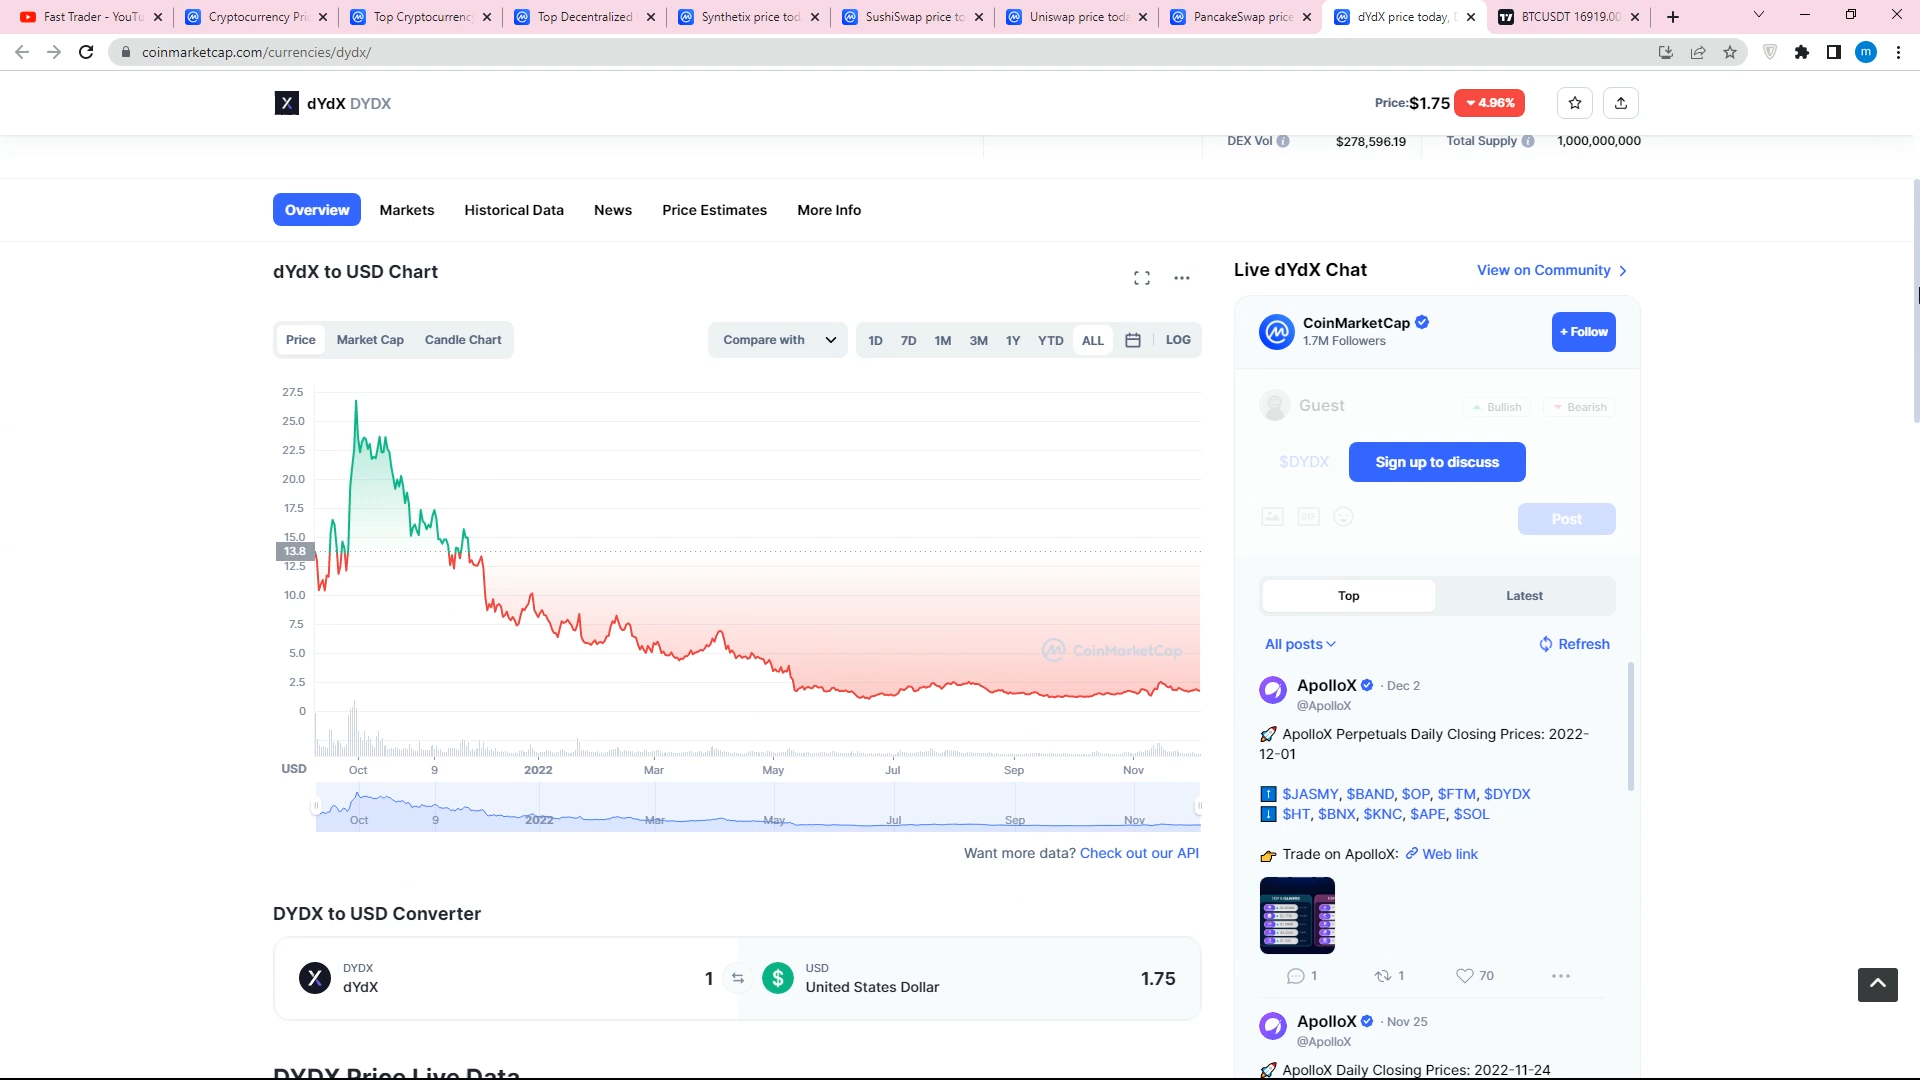 Fast Trader - YouTu
Cryptocurrency Pri
Top Cryptocurrenc
Top Decentralized
Synthetix price tod
SushiSwap price to
Uniswap price toda
PancakeSwap price
dYdX price today,
BTCUSDT 16919.00
coinmarketcap.com/currencies/dydx/
m
dYdX DYDX
Price:$1.75
4.96%
DEX Vol
$278,596.19
Total Supply
1,000,000,000
Overview
Markets
Historical Data
News
Price Estimates
More Info
dYdX to USD Chart
Price
Market Cap
Candle Chart
Compare with
1D
7D
1M
3M
1Y
YTD
ALL
LOG
27.5
25.0
22.5
20.0
17.5
15.0
13.8
12.5
10.0
7.5
5.0
2.5
0
CoinMarketCap
USD
Oct
9
2022
Mar
May
Jul
Sep
Nov
Oct
9
2022
Mar
May
Jul
Sep
Nov
Want more data? Check out our API
DYDX to USD Converter
DYDX
dYdX
1
USD
United States Dollar
1.75
DYDX Price Live Data
Live dYdX Chat
View on Community
CoinMarketCap
1.7M Followers
+ Follow
Guest
Bullish
Bearish
$DYDX
Sign up to discuss
GIF
Post
Top
Latest
All posts
Refresh
ApolloX · Dec 2
@ApolloX
🚀 ApolloX Perpetuals Daily Closing Prices: 2022-
12-01
⬆️ $JASMY, $BAND, $OP, $FTM, $DYDX
⬇️ $HT, $BNX, $KNC, $APE, $SOL
👉 Trade on ApolloX: Web link
1
1
70
ApolloX · Nov 25
@ApolloX
🚀 ApolloX Daily Closing Prices: 2022-11-24